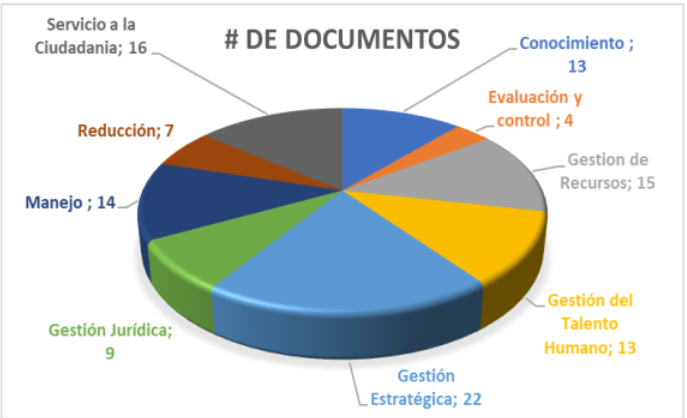 # DE DOCUMENTOS
Servicio a la
Ciudadania; 16
Conocimiento ;
13
Evaluación y
control ; 4
Gestion de
Recursos; 15
Gestión del
Talento
Humano; 13
Gestión
Estratégica; 22
Gestión Jurídica;
9
Manejo ; 14
Reducción; 7